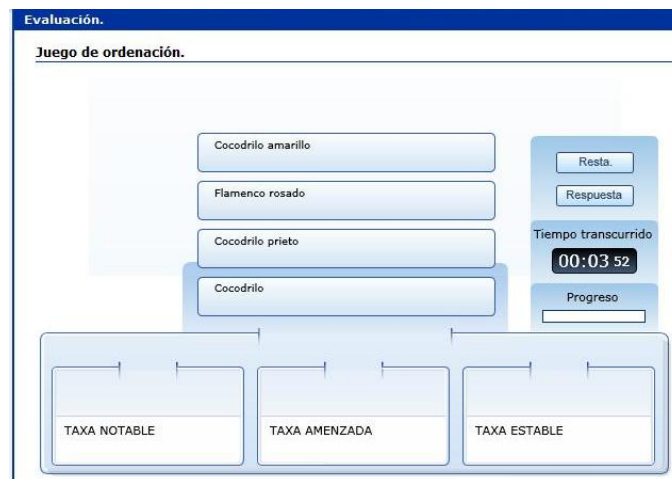 Evaluación.
Juego de ordenación.
Cocodrilo amarillo
Flamenco rosado
Cocodrilo prieto
Cocodrilo
Resta.
Respuesta
Tiempo transcurrido
00:03 52
Progreso
TAXA NOTABLE
TAXA AMENZADA
TAXA ESTABLE